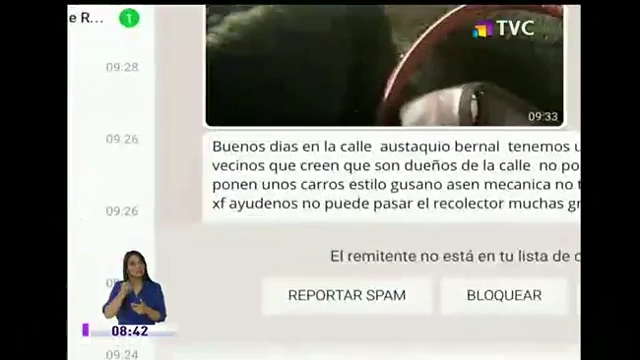 e R... 1
TVC
09:28
09:33
09:26
Buenos dias en la calle austaquio bernal tenemos
vecinos que creen que son dueños de la calle no
ponen unos carros estilo gusano asen mecanica no
xf ayudenos no puede pasar el recolector muchas
09:26
El remitente no está en tu lista de
REPORTAR SPAM
BLOQUEAR
08:42
09:24